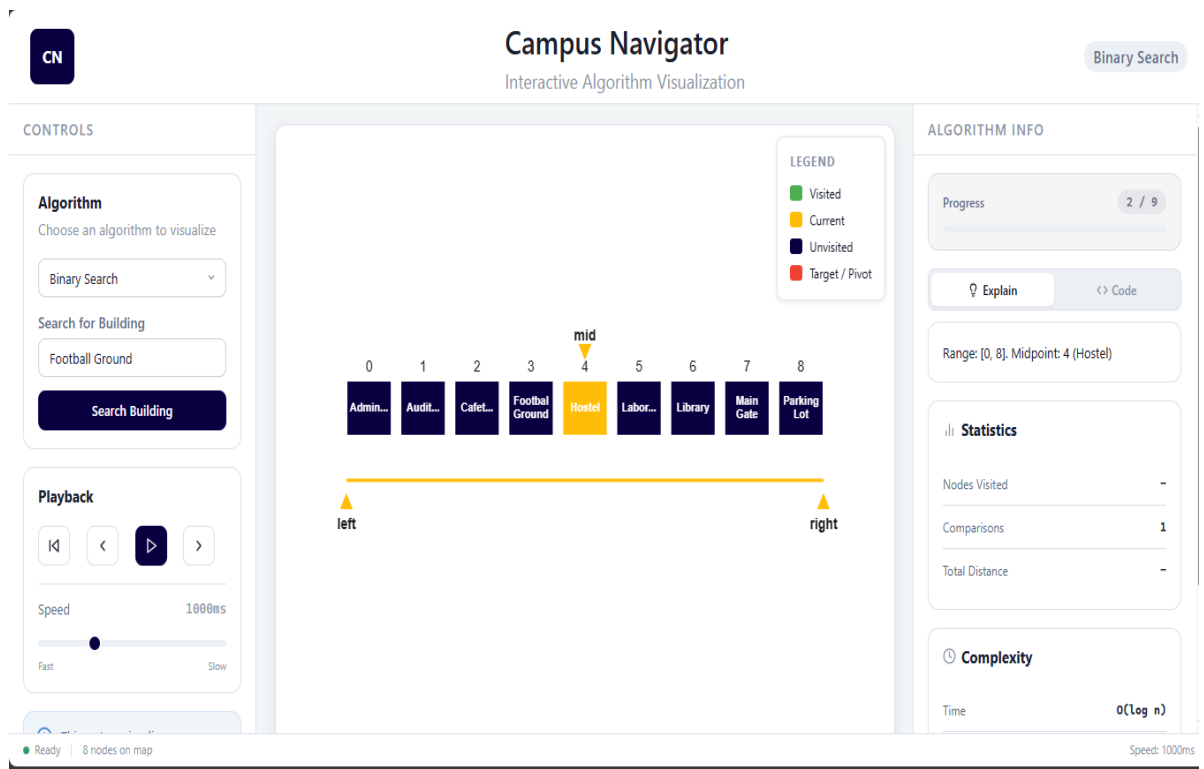 CN
Campus Navigator
Interactive Algorithm Visualization
Binary Search
CONTROLS
Algorithm
Choose an algorithm to visualize
Binary Search
Search for Building
Football Ground
Search Building
Playback
Speed 1000ms
Fast Slow
Ready 8 nodes on map
LEGEND
Visited
Current
Unvisited
Target / Pivot
mid
0 1 2 3 4 5 6 7 8
Admin... Audit... Cafet... Footbal Ground Hostel Labor... Library Main Gate Parking Lot
left right
ALGORITHM INFO
Progress 2 / 9
Explain <> Code
Range: [0, 8]. Midpoint: 4 (Hostel)
Statistics
Nodes Visited –
Comparisons 1
Total Distance –
Complexity
Time O(log n)
Speed: 1000ms